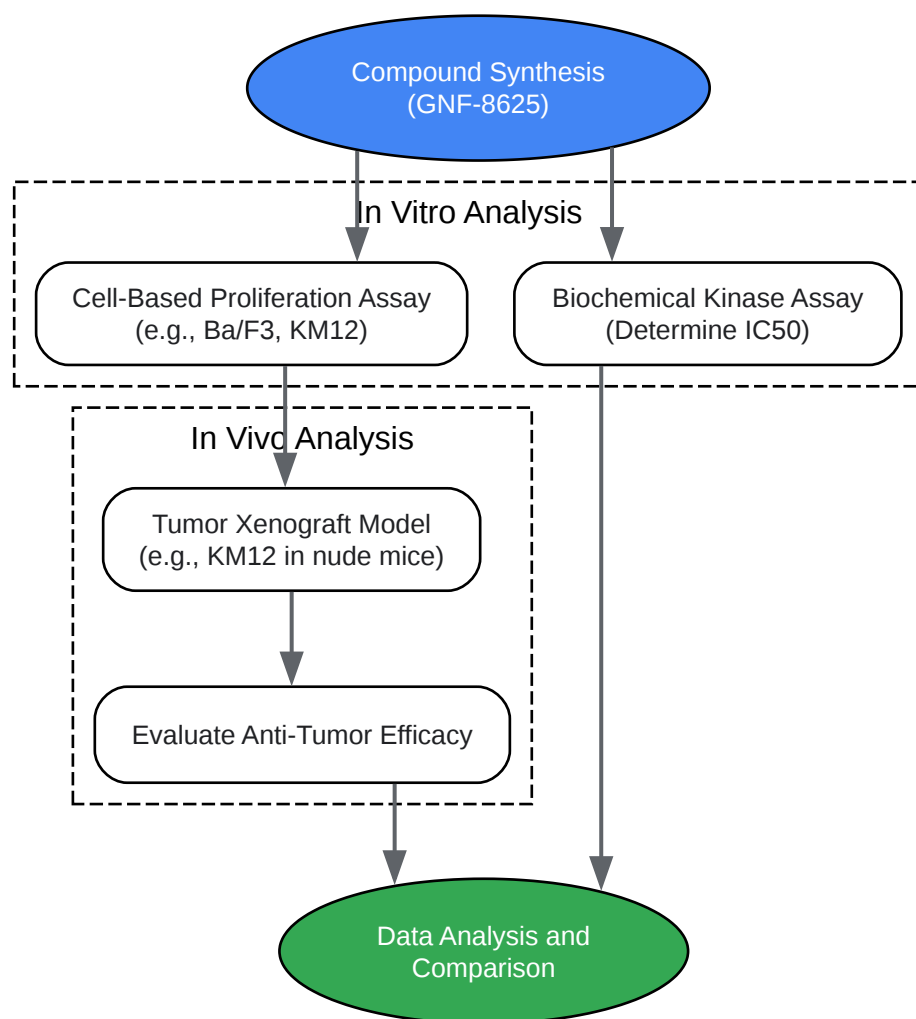 Compound Synthesis
(GNF-8625)
In Vitro Analysis
Cell-Based Proliferation Assay
(e.g., Ba/F3, KM12)
Biochemical Kinase Assay
(Determine IC50)
In Vivo Analysis
Tumor Xenograft Model
(e.g., KM12 in nude mice)
Evaluate Anti-Tumor Efficacy
Data Analysis and
Comparison